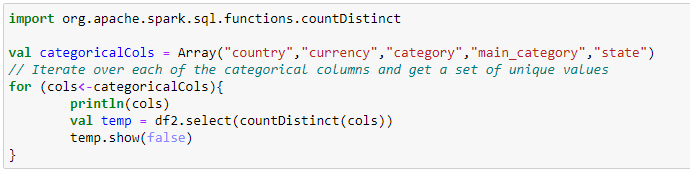 import org.apache.spark.sql.functions.countDistinct

val categoricalCols = Array("country","currency","category","main_category","state")
// Iterate over each of the categorical columns and get a set of unique values
for (cols<-categoricalCols){
        println(cols)
        val temp = df2.select(countDistinct(cols))
        temp.show(false)
}